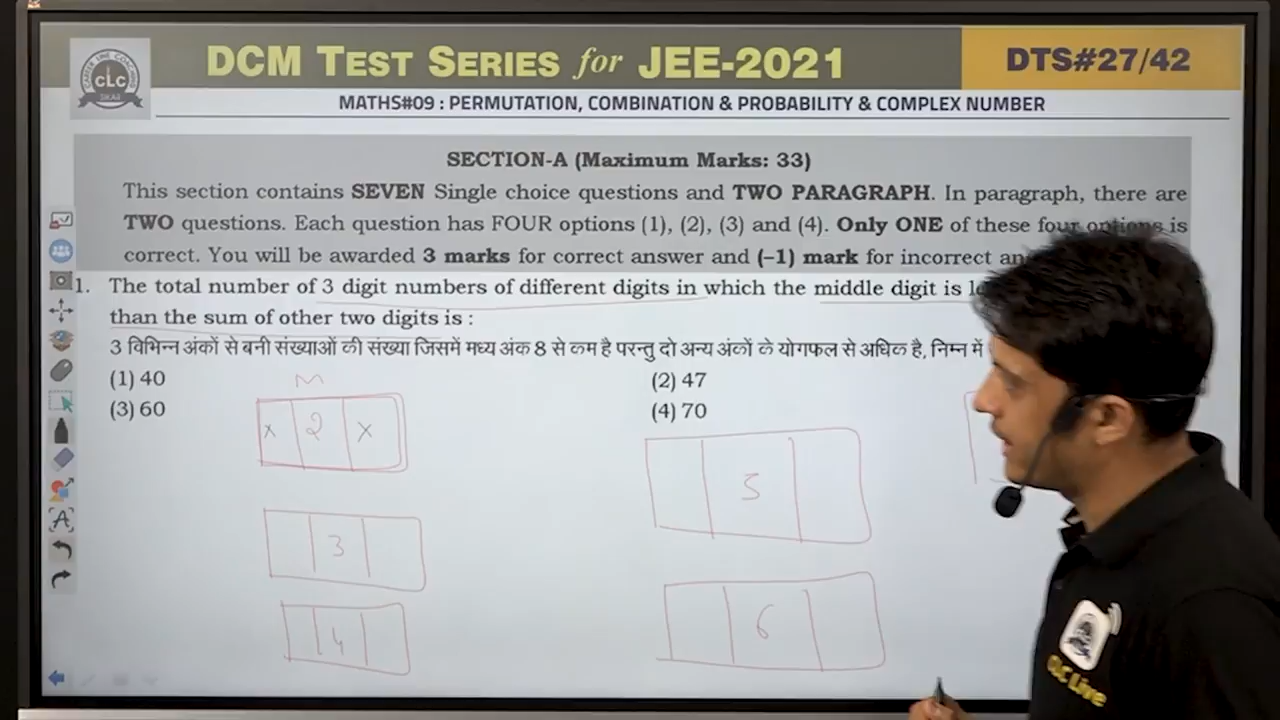 DCM TEST SERIES for JEE-2021
DTS#27/42
CLC
SIKAR
MATHS#09 : PERMUTATION, COMBINATION & PROBABILITY & COMPLEX NUMBER
SECTION-A (Maximum Marks: 33)
This section contains SEVEN Single choice questions and TWO PARAGRAPH. In paragraph, there are
TWO questions. Each question has FOUR options (1), (2), (3) and (4). Only ONE of these four options is
correct. You will be awarded 3 marks for correct answer and (–1) mark for incorrect
1. The total number of 3 digit numbers of different digits in which the middle digit is
than the sum of other two digits is :
3 विभिन्न अंकों से बनी संख्याओं की संख्या जिसमें मध्य अंक 8 से कम है परन्तु दो अन्य अंकों के योगफल से अधिक है, निम्न में
(1) 40
(2) 47
(3) 60
(4) 70
M
x 2 x
3
4
5
6
CLC Live